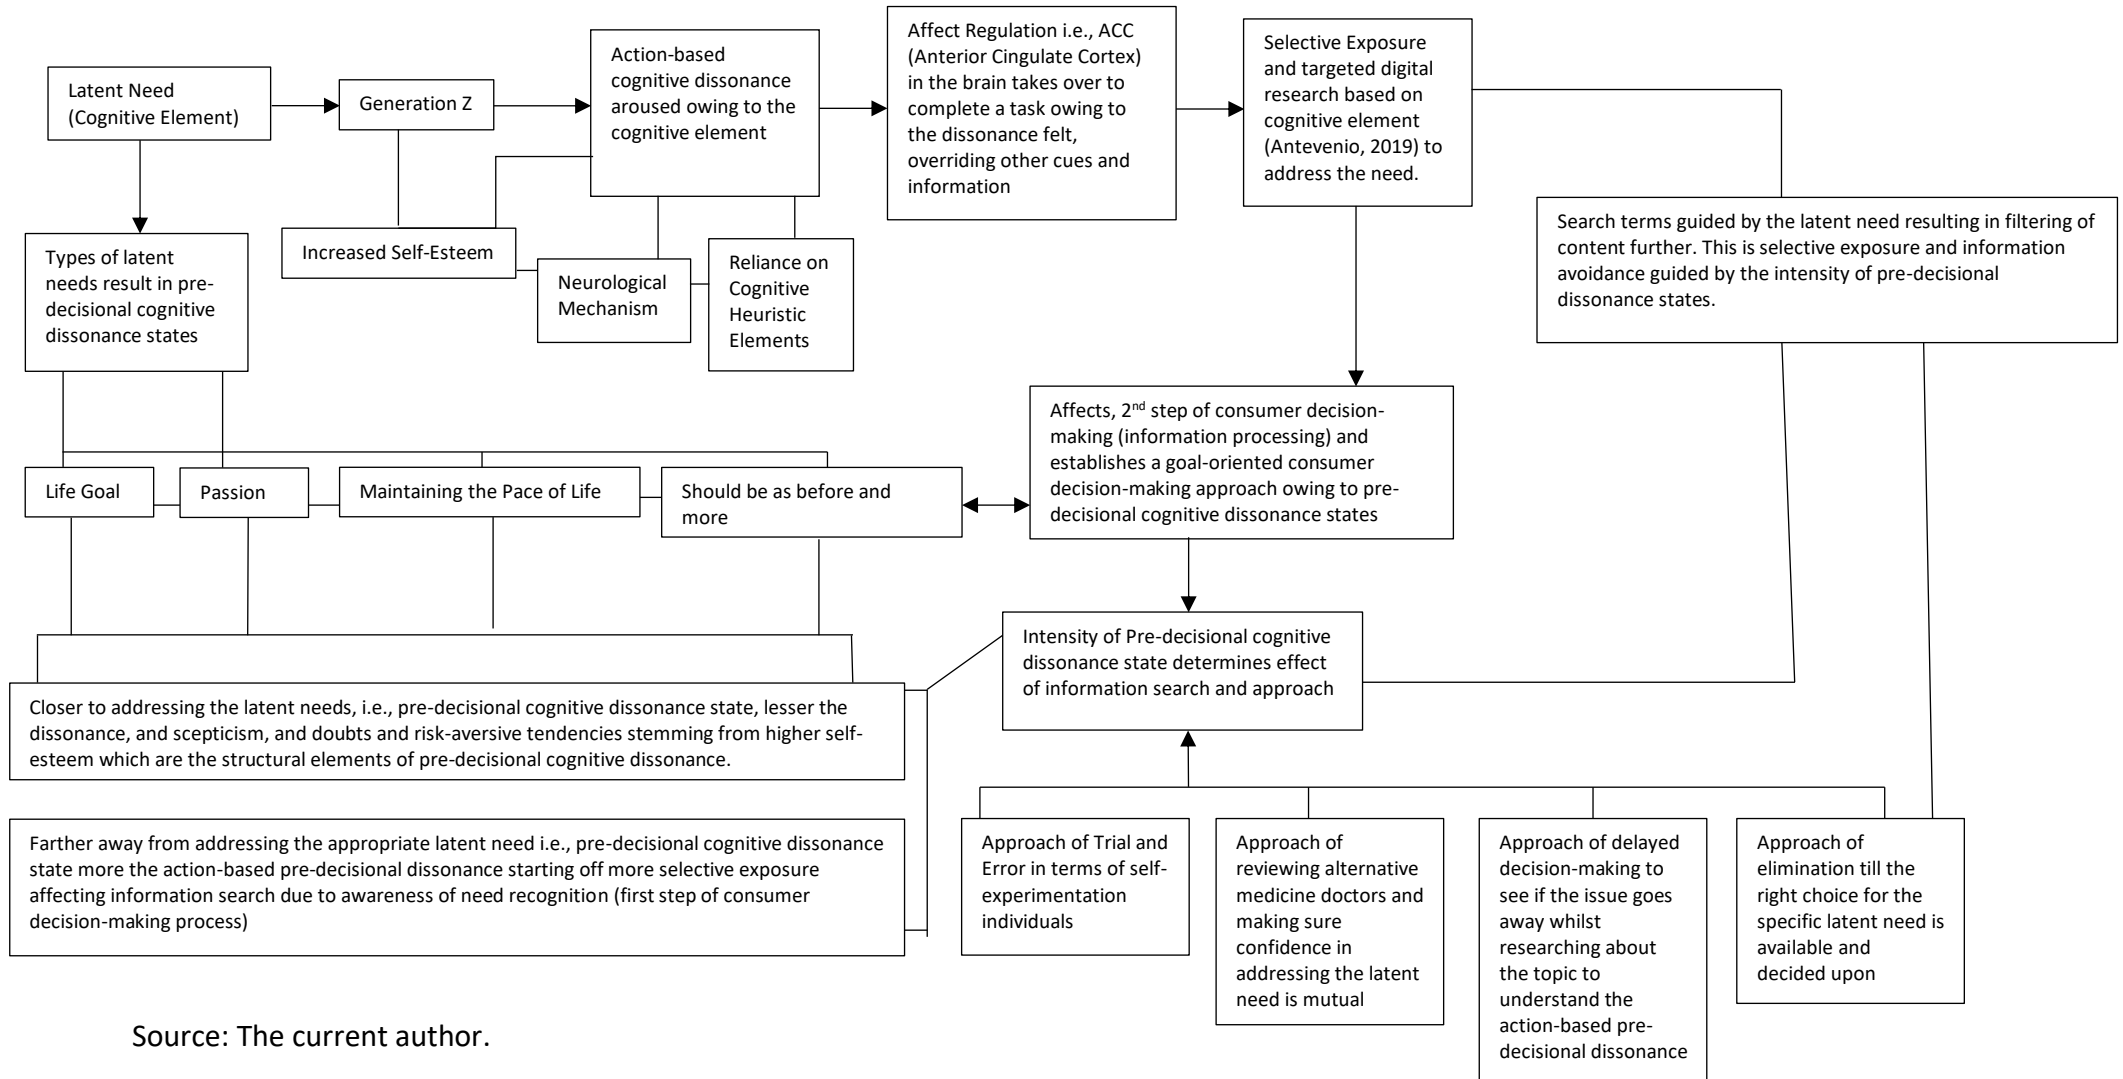 Latent Need
(Cognitive Element)
Generation Z
Action-based
cognitive dissonance
aroused owing to the
cognitive element
Affect Regulation i.e., ACC
(Anterior Cingulate Cortex)
in the brain takes over to
complete a task owing to
the dissonance felt,
overriding other cues and
information
Selective Exposure
and targeted digital
research based on
cognitive element
(Antevenio, 2019) to
address the need.
Search terms guided by the latent need resulting in filtering of
content further. This is selective exposure and information
avoidance guided by the intensity of pre-decisional
dissonance states.
Types of latent
needs result in pre-
decisional cognitive
dissonance states
Increased Self-Esteem
Neurological
Mechanism
Reliance on
Cognitive
Heuristic
Elements
Life Goal
Passion
Maintaining the Pace of Life
Should be as before and
more
Affects, 2nd step of consumer decision-
making (information processing) and
establishes a goal-oriented consumer
decision-making approach owing to pre-
decisional cognitive dissonance states
Intensity of Pre-decisional cognitive
dissonance state determines effect
of information search and approach
Closer to addressing the latent needs, i.e., pre-decisional cognitive dissonance state, lesser the
dissonance, and scepticism, and doubts and risk-aversive tendencies stemming from higher self-
esteem which are the structural elements of pre-decisional cognitive dissonance.
Farther away from addressing the appropriate latent need i.e., pre-decisional cognitive dissonance
state more the action-based pre-decisional dissonance starting off more selective exposure
affecting information search due to awareness of need recognition (first step of consumer
decision-making process)
Approach of Trial and
Error in terms of self-
experimentation
individuals
Approach of
reviewing alternative
medicine doctors and
making sure
confidence in
addressing the latent
need is mutual
Approach of delayed
decision-making to
see if the issue goes
away whilst
researching about
the topic to
understand the
action-based pre-
decisional dissonance
Approach of
elimination till the
right choice for the
specific latent need is
available and
decided upon
Source: The current author.